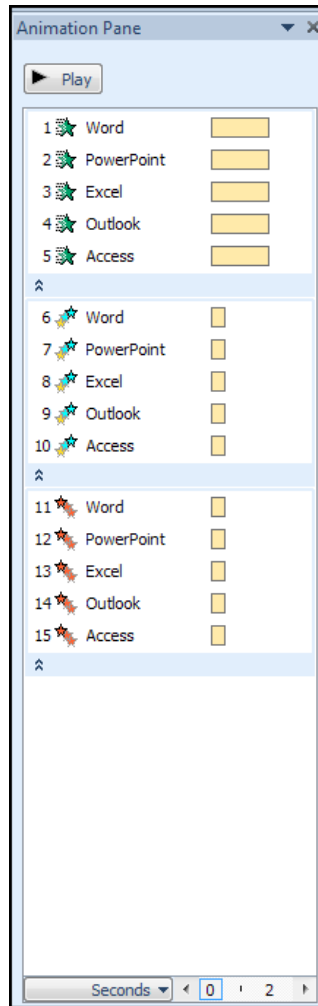 Animation Pane
Play
1 Word
2 PowerPoint
3 Excel
4 Outlook
5 Access
6 Word
7 PowerPoint
8 Excel
9 Outlook
10 Access
11 Word
12 PowerPoint
13 Excel
14 Outlook
15 Access
Seconds 0 2